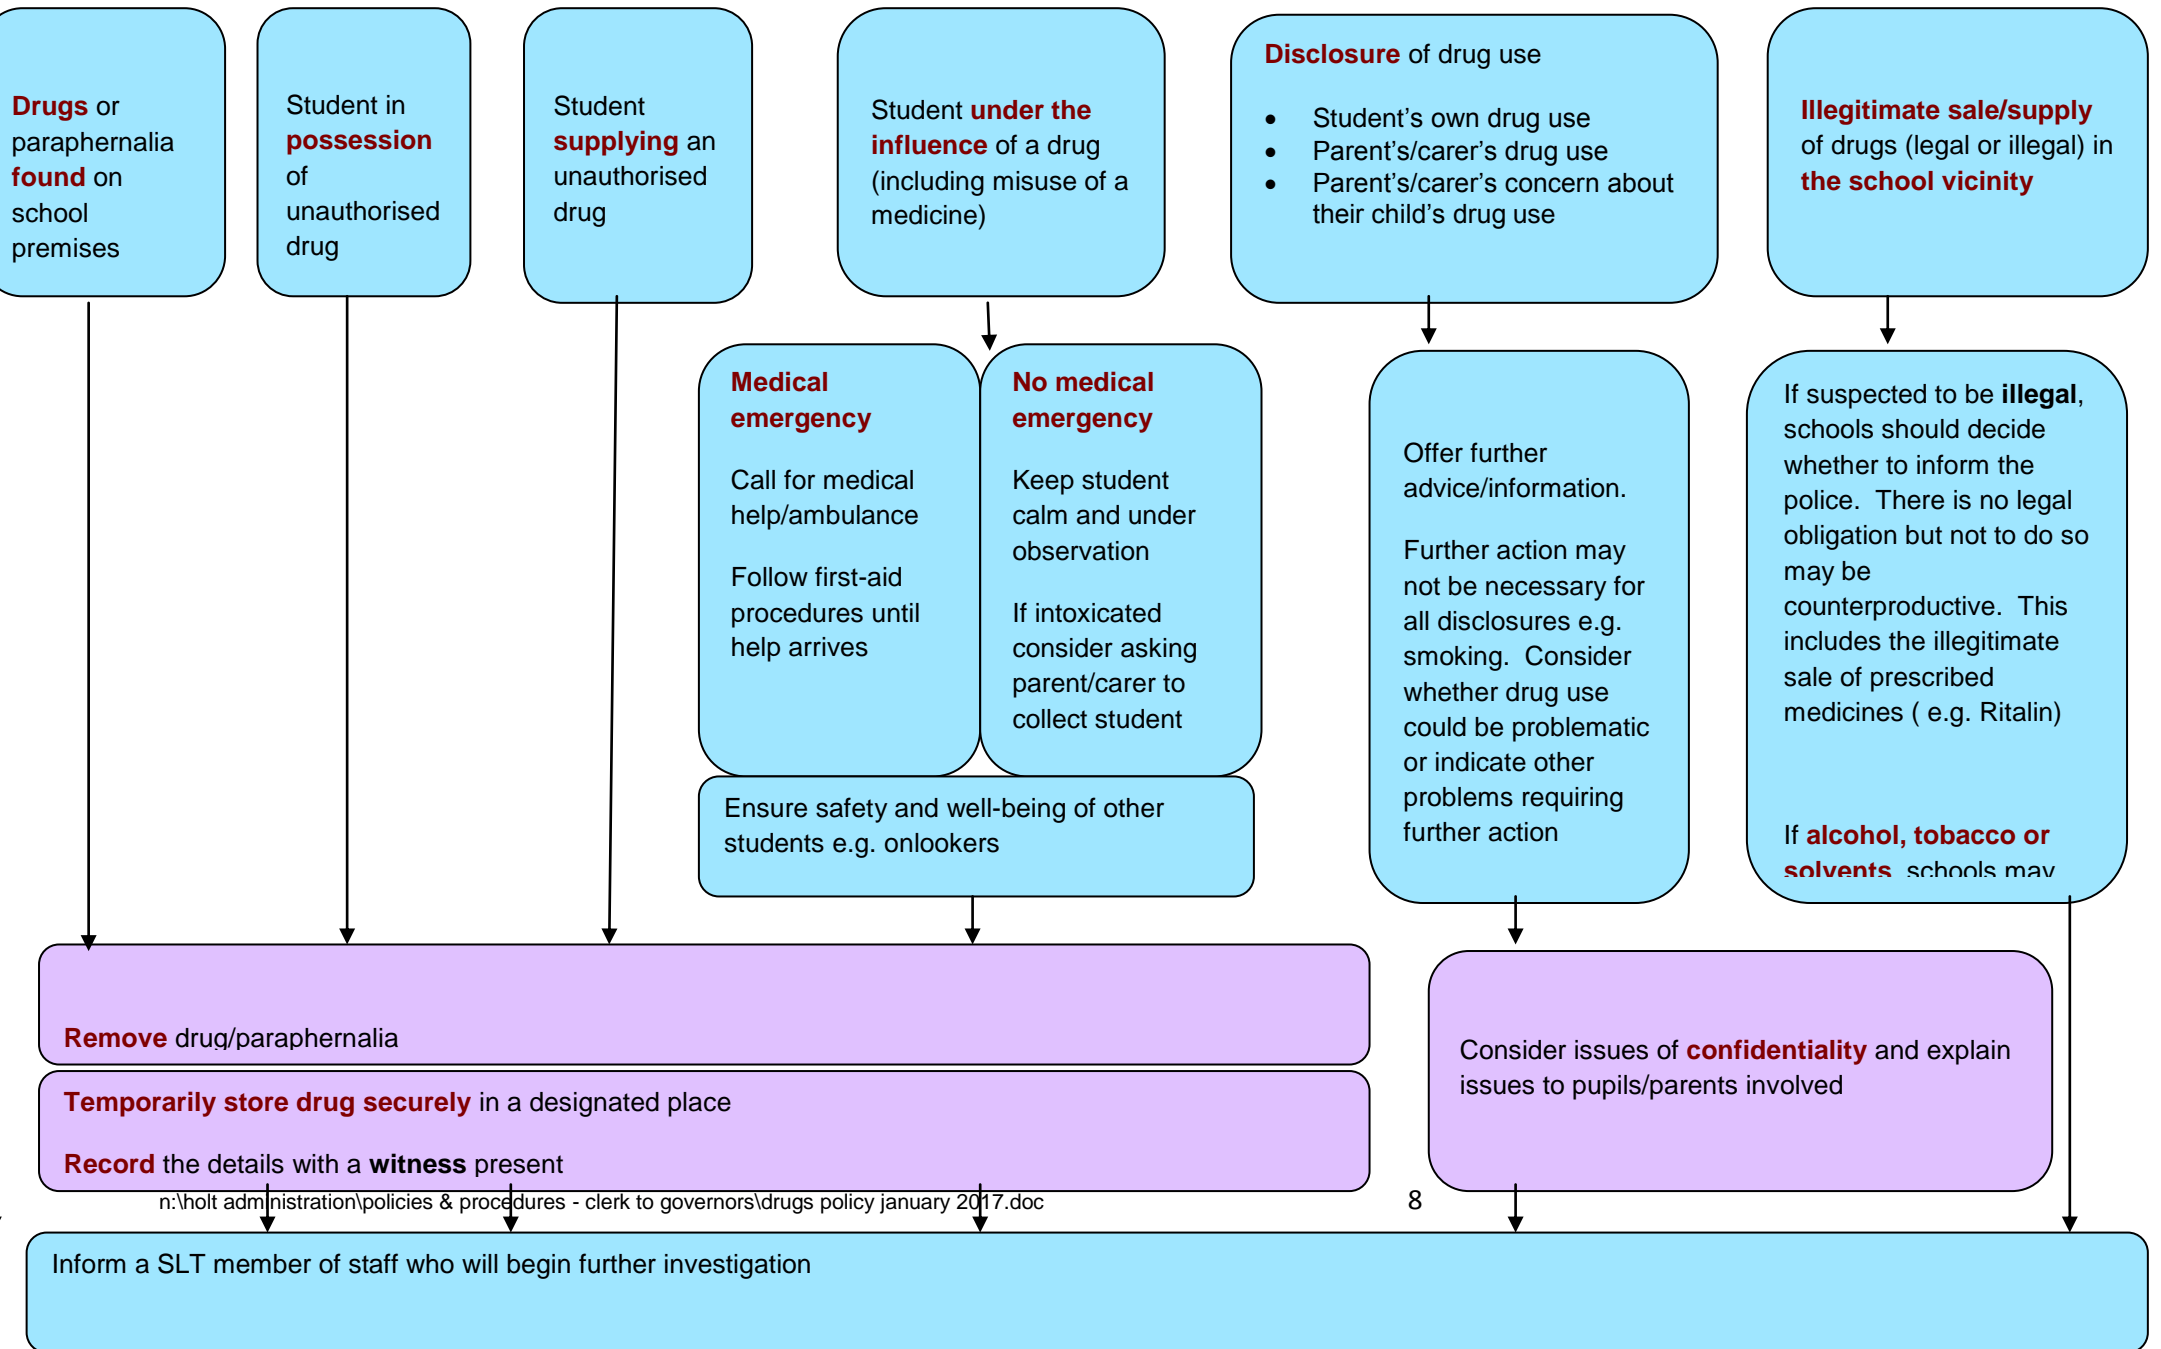 Drugs or
paraphernalia
found on
school
premises
Student in
possession
of
unauthorised
drug
Student
supplying an
unauthorised
drug
Student under the
influence of a drug
(including misuse of a
medicine)
Disclosure of drug use
• Student’s own drug use
• Parent’s/carer’s drug use
• Parent’s/carer’s concern about
their child’s drug use
Illegitimate sale/supply
of drugs (legal or illegal) in
the school vicinity
Medical
emergency
Call for medical
help/ambulance
Follow first-aid
procedures until
help arrives
No medical
emergency
Keep student
calm and under
observation
If intoxicated
consider asking
parent/carer to
collect student
Ensure safety and well-being of other
students e.g. onlookers
Offer further
advice/information.
Further action may
not be necessary for
all disclosures e.g.
smoking.  Consider
whether drug use
could be problematic
or indicate other
problems requiring
further action
If suspected to be illegal,
schools should decide
whether to inform the
police.  There is no legal
obligation but not to do so
may be
counterproductive.  This
includes the illegitimate
sale of prescribed
medicines ( e.g. Ritalin)
If alcohol, tobacco or
solvents, schools may
Remove drug/paraphernalia
Temporarily store drug securely in a designated place
Record the details with a witness present
Consider issues of confidentiality and explain
issues to pupils/parents involved
n:\holt administration\policies & procedures - clerk to governors\drugs policy january 2017.doc
8
Inform a SLT member of staff who will begin further investigation